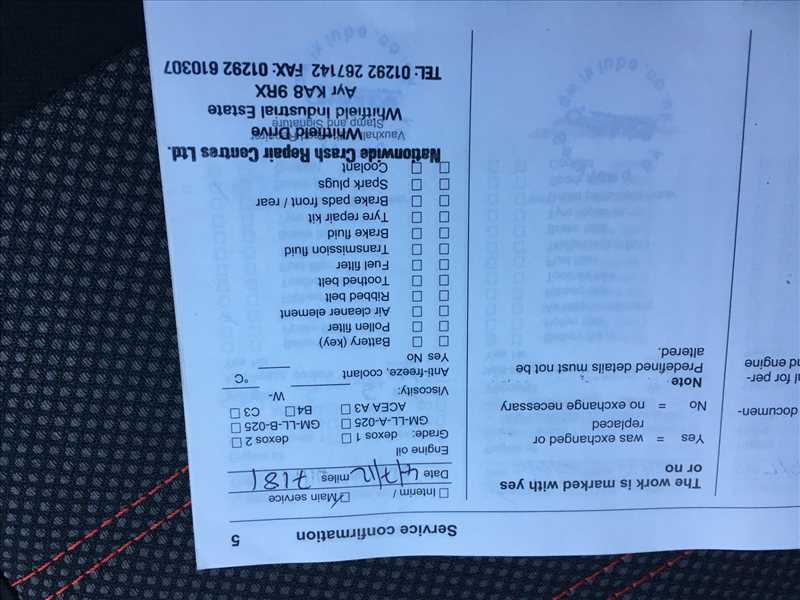 Service confirmation
5
The work is marked with yes
or no
Yes = was exchanged or
replaced
No = no exchange necessary
Note
Predefined details must not be
altered.
Interim / Main service
Date 4/7/12 miles 7181
Engine oil
Grade: dexos 1 dexos 2
GM-LL-A-025 GM-LL-B-025
ACEA A3 B4 C3
Viscosity: W-
Anti-freeze, coolant °C
Yes No
Battery (key)
Pollen filter
Air cleaner element
Ribbed belt
Toothed belt
Fuel filter
Transmission fluid
Brake fluid
Tyre repair kit
Brake pads front / rear
Spark plugs
Coolant
Nationwide Crash Repair Centres Ltd.
Vauxhall
Whitfield Drive
Stamp and Signature
Whitfield Industrial Estate
Ayr KA8 9RX
TEL: 01292 267142 FAX: 01292 610307
documen-
l for per-
nd engine